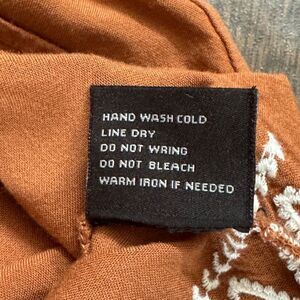 HAND WASH COLD
LINE DRY
DO NOT WRING
DO NOT BLEACH
WARM IRON IF NEEDED